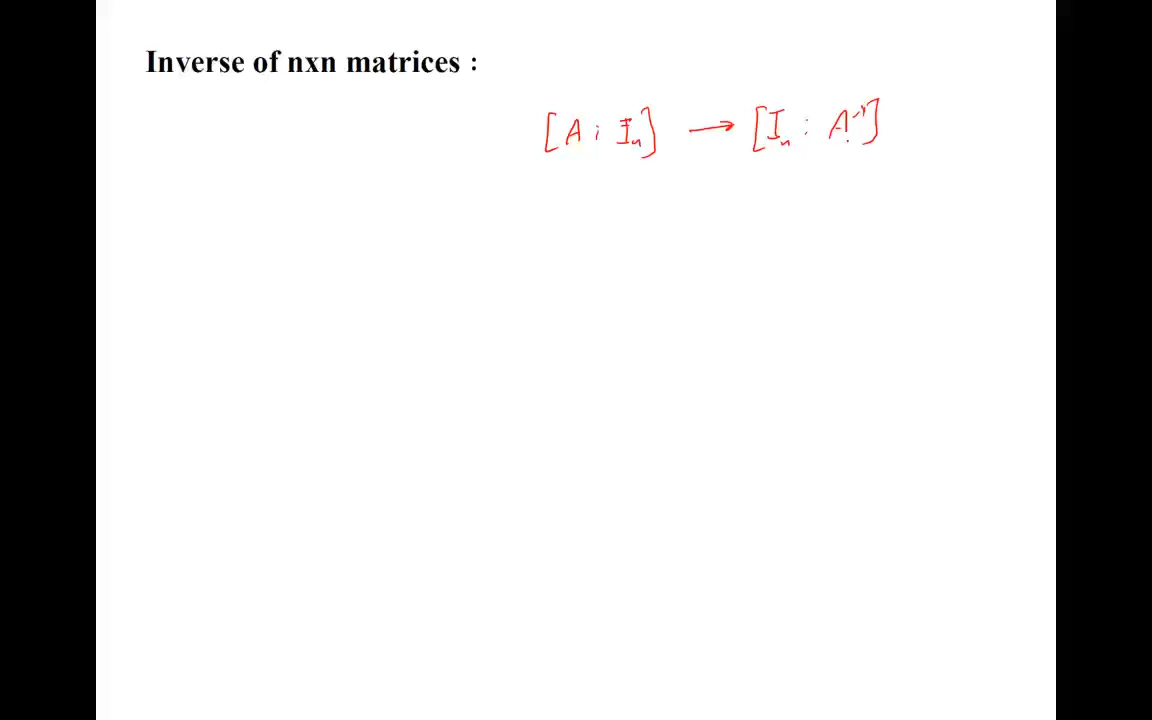 Inverse of nxn matrices :
[A : Iₙ] → [Iₙ : A⁻¹]